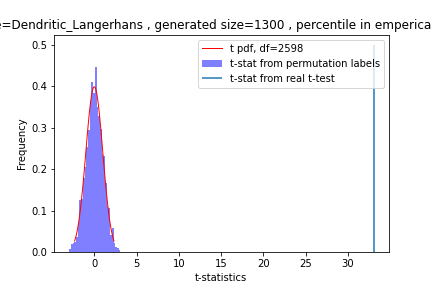 e=Dendritic_Langerhans , generated size=1300 , percentile in emperica
t pdf, df=2598
t-stat from permutation labels
t-stat from real t-test
Frequency
0.5
0.4
0.3
0.2
0.1
0.0
0 5 10 15 20 25 30
t-statistics